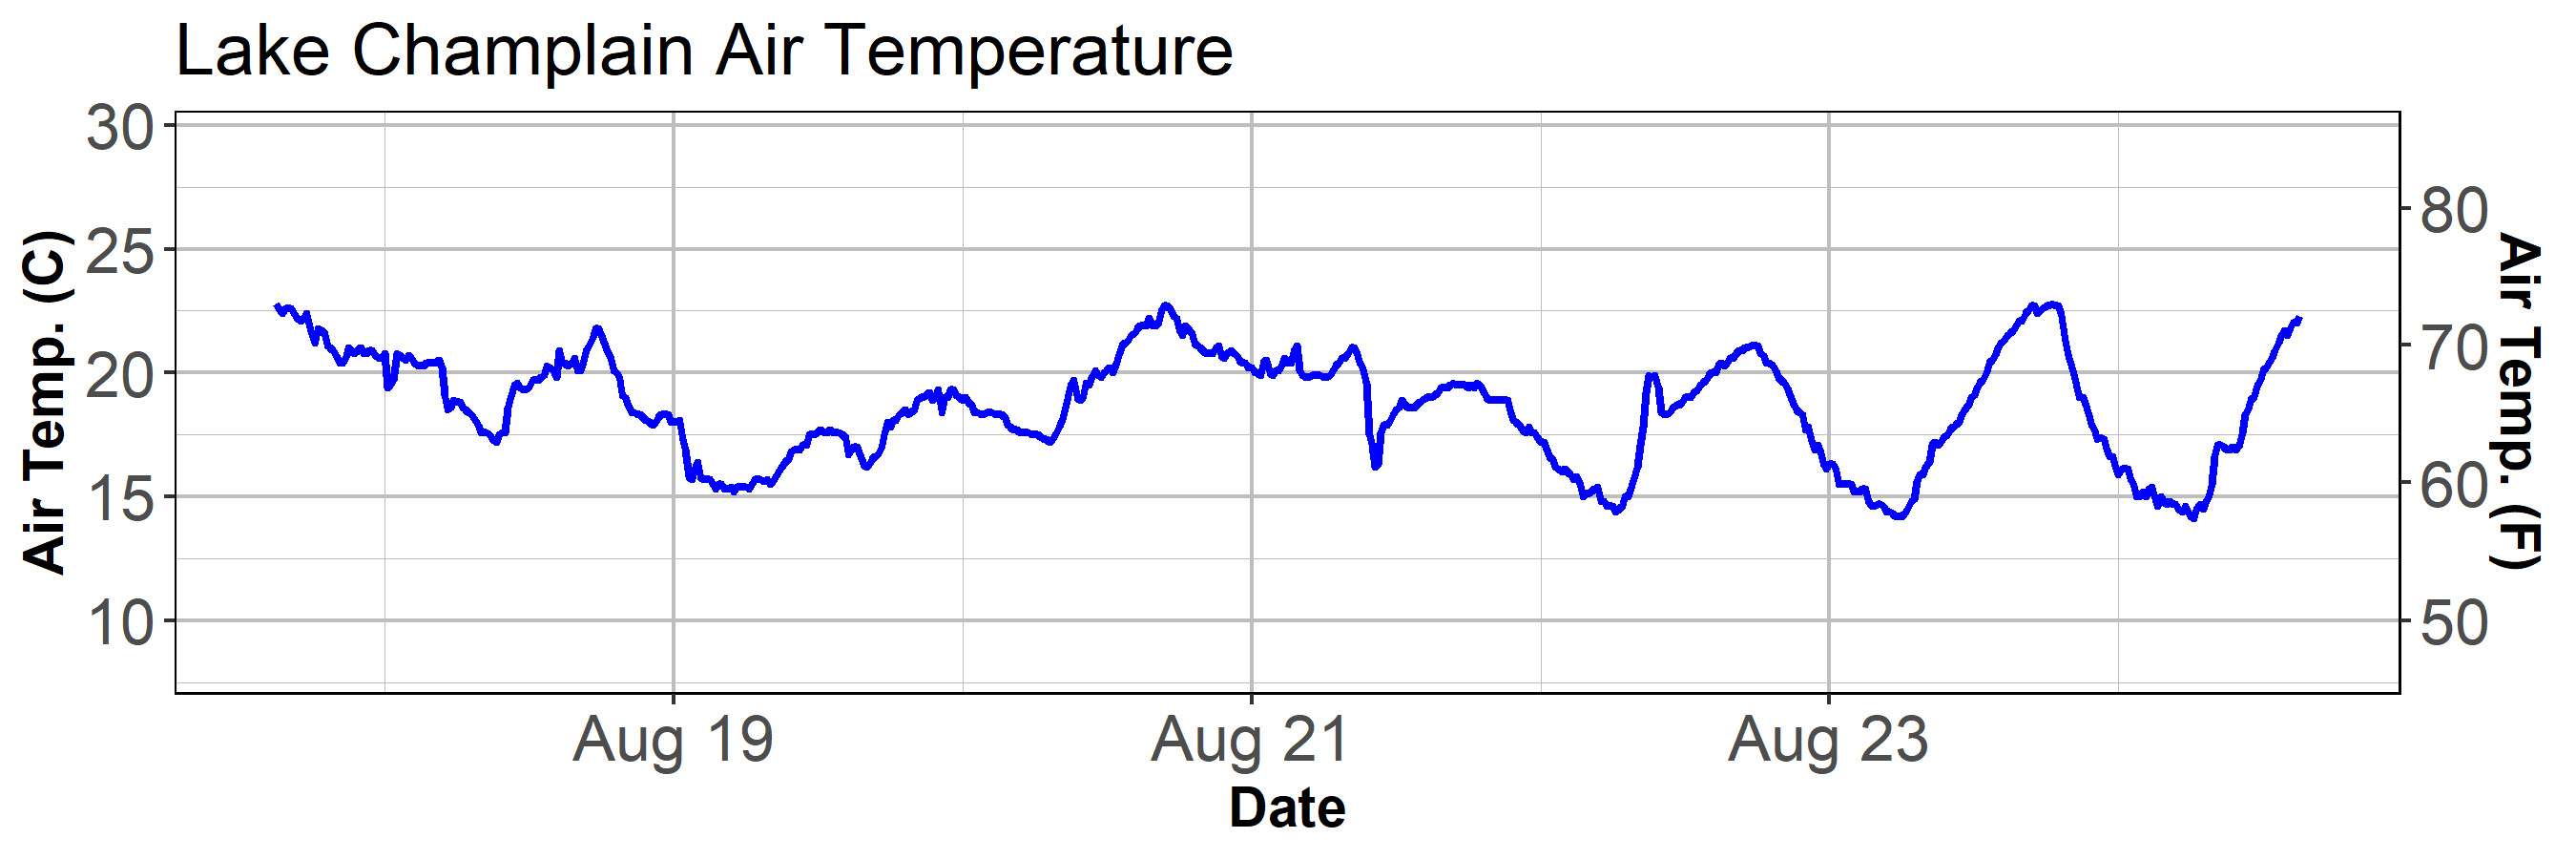 Lake Champlain Air Temperature
Air Temp. (C)
30
25
20
15
10
80
70
60
50
Air Temp. (F)
Aug 19 Aug 21 Aug 23
Date